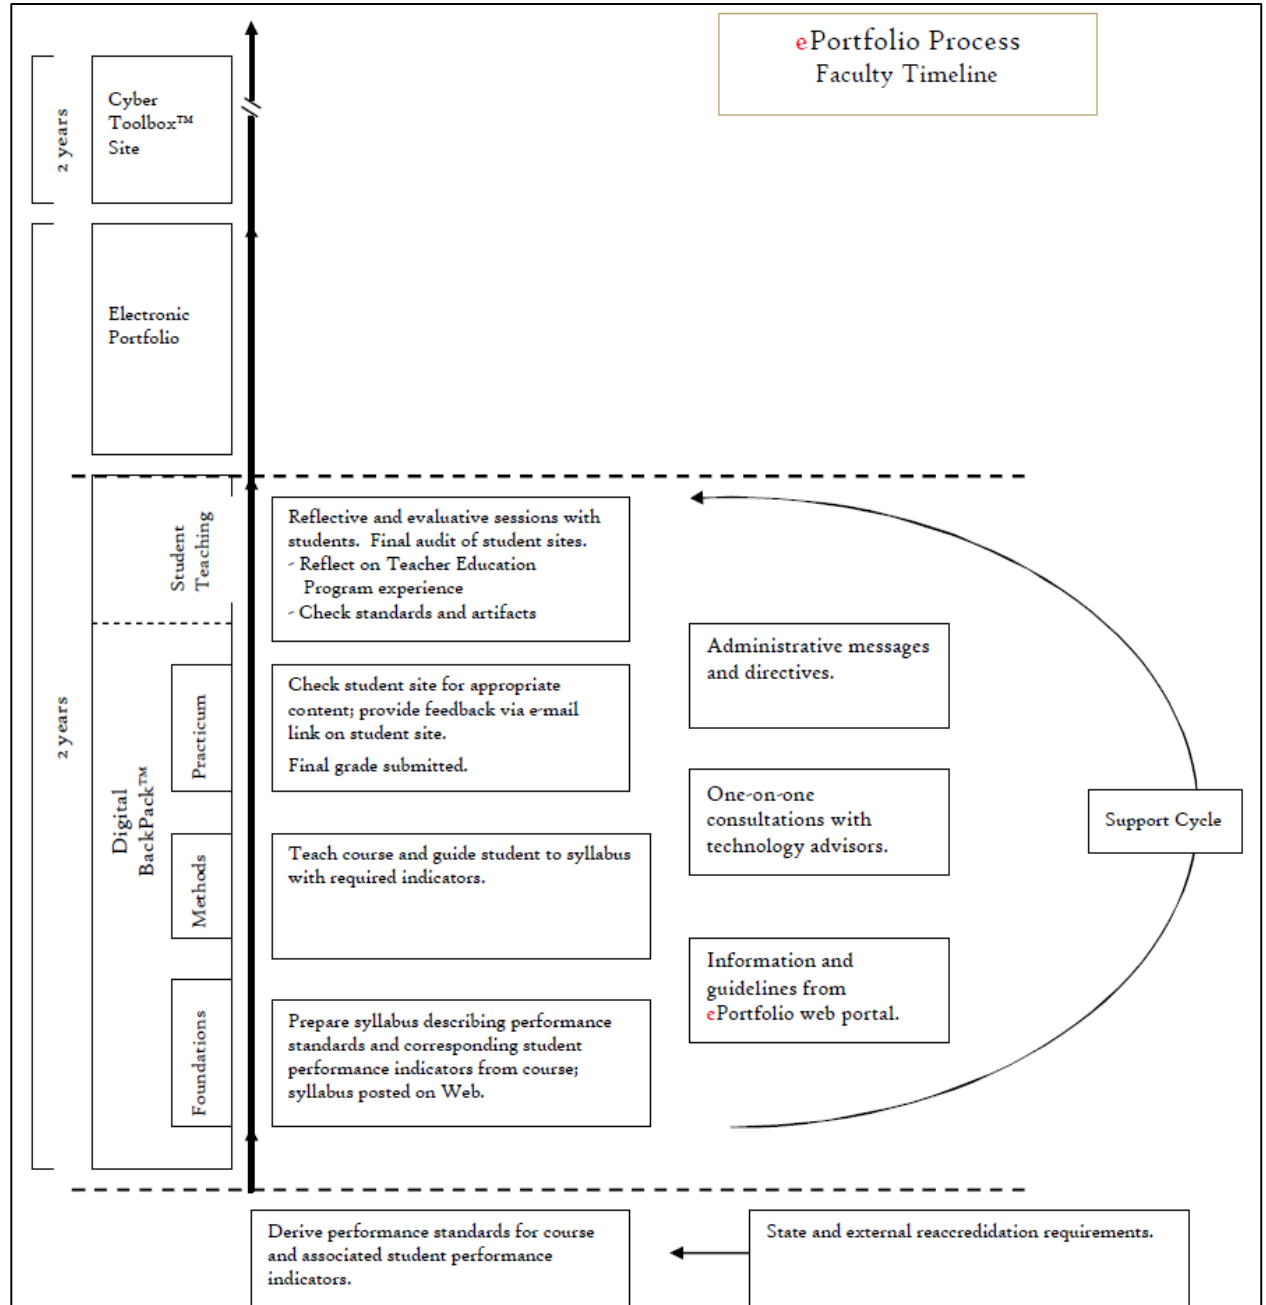 ePortfolio Process
Faculty Timeline
2 years
Cyber
Toolbox™
Site
Electronic
Portfolio
2 years
Digital
BackPack™
Student
Teaching
Reflective and evaluative sessions with
students.  Final audit of student sites.
- Reflect on Teacher Education
Program experience
- Check standards and artifacts
Practicum
Check student site for appropriate
content; provide feedback via e-mail
link on student site.
Final grade submitted.
Methods
Teach course and guide student to syllabus
with required indicators.
Foundations
Prepare syllabus describing performance
standards and corresponding student
performance indicators from course;
syllabus posted on Web.
Administrative messages
and directives.
One-on-one
consultations with
technology advisors.
Information and
guidelines from
ePortfolio web portal.
Support Cycle
Derive performance standards for course
and associated student performance
indicators.
State and external reaccredidation requirements.